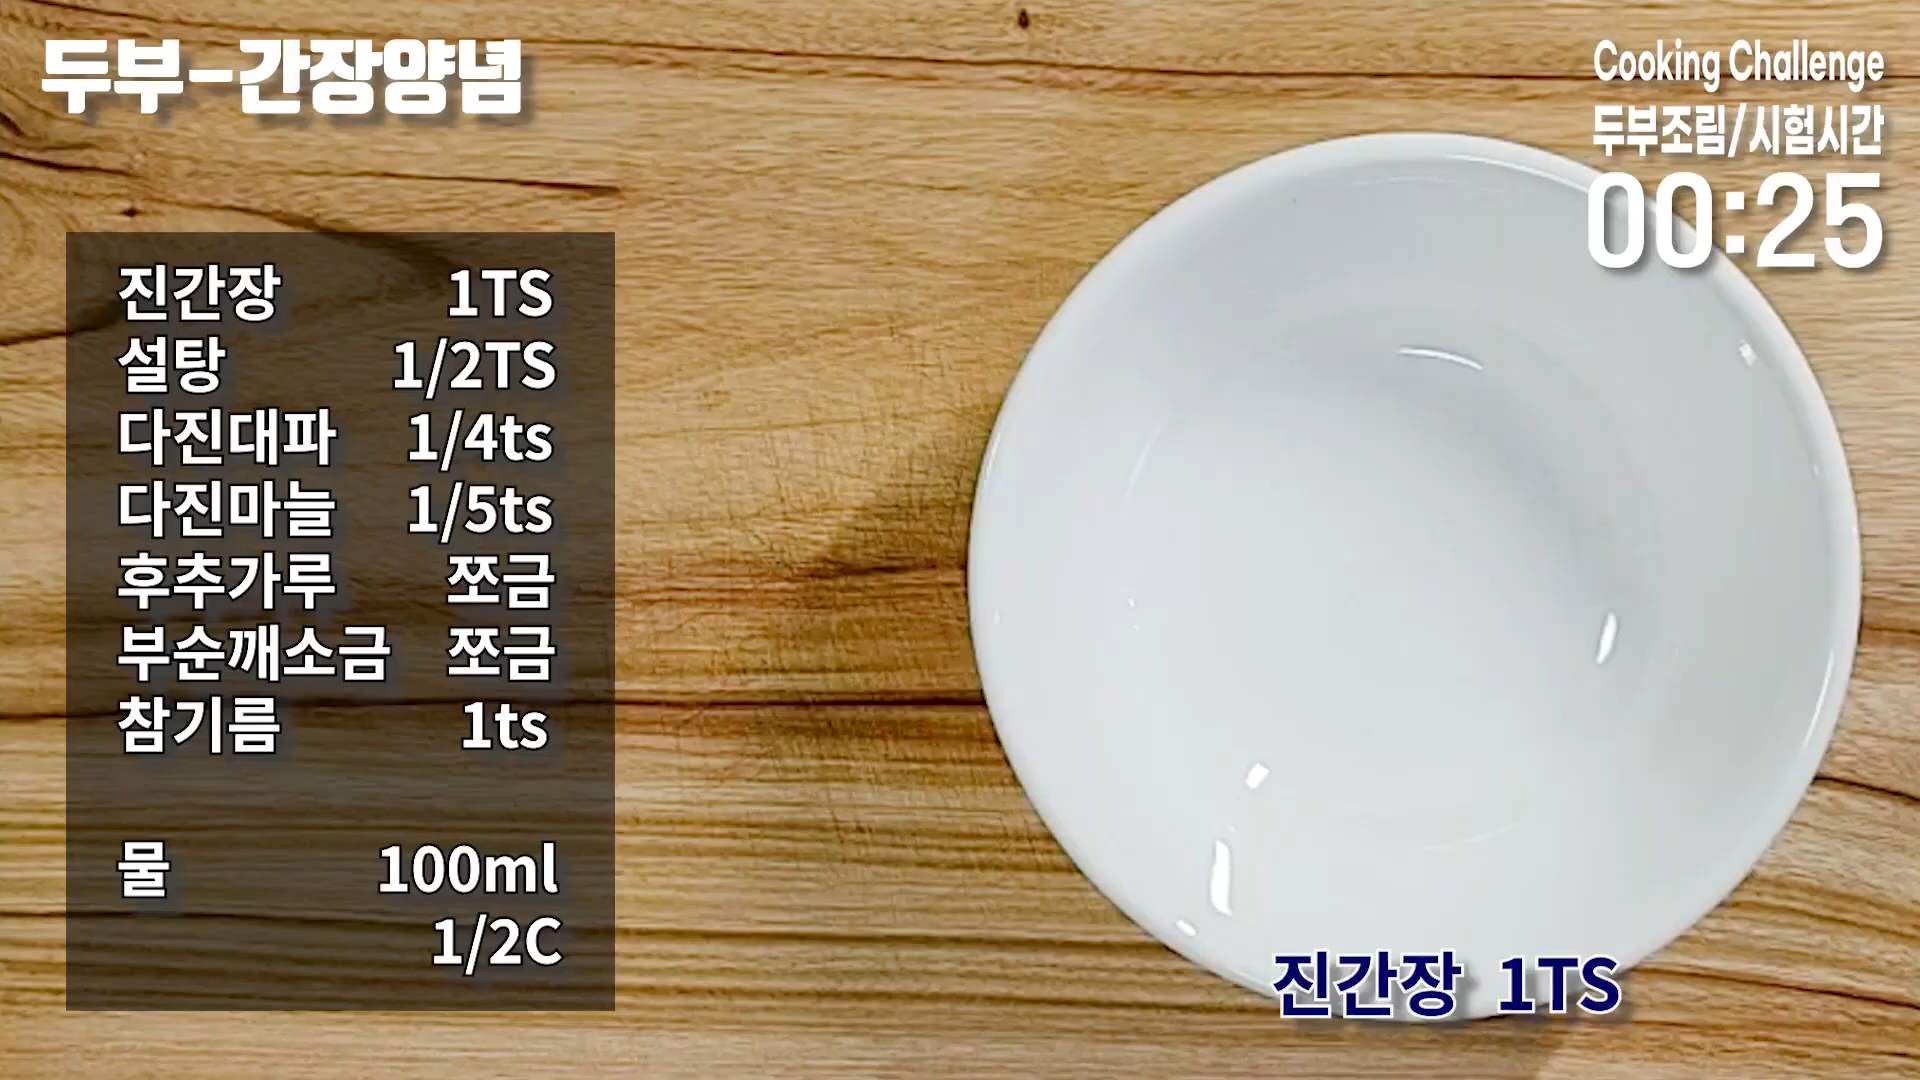 두부-간장양념
Cooking Challenge
두부조림/시험시간
00:25
진간장 1TS
설탕 1/2TS
다진대파 1/4ts
다진마늘 1/5ts
후추가루 쪼금
부순깨소금 쪼금
참기름 1ts
물 100ml
1/2C
진간장 1TS